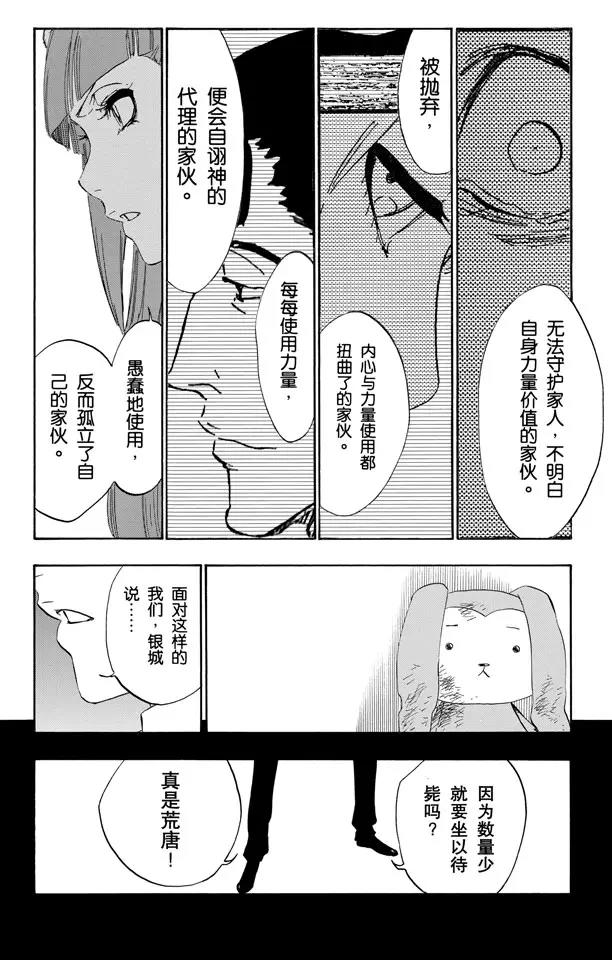 无法守护家人，不明白
自身力量价值的家伙。
被抛弃，
内心与力量使用都
扭曲了的家伙。
每每使用力量，
便会自诩神的
代理的家伙。
愚蠢地使用，
反而孤立了自
己的家伙。
面对这样的
我们，银城
说……
因为数量少
就要坐以待
毙吗？
真是荒唐！